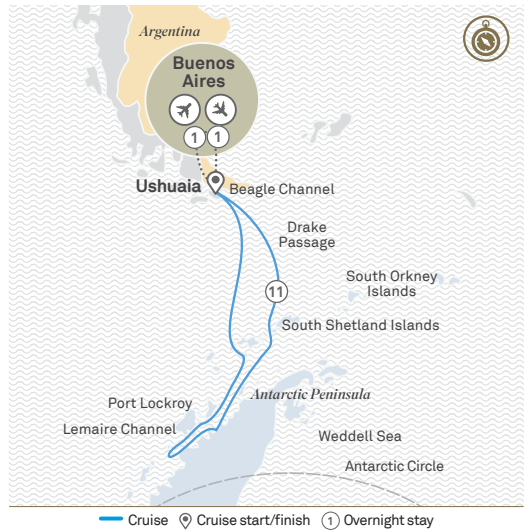 Argentina
Buenos
Aires
1 1
Ushuaia
Beagle Channel
Drake
Passage
South Orkney
Islands
11
South Shetland Islands
Antarctic Peninsula
Port Lockroy
Lemaire Channel
Weddell Sea
Antarctic Circle
Cruise Cruise start/finish 1 Overnight stay